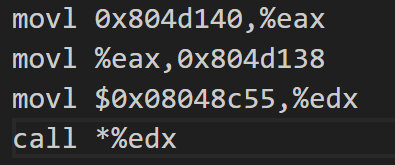 movl 0x804d140,%eax
movl %eax,0x804d138
movl $0x08048c55,%edx
call *%edx